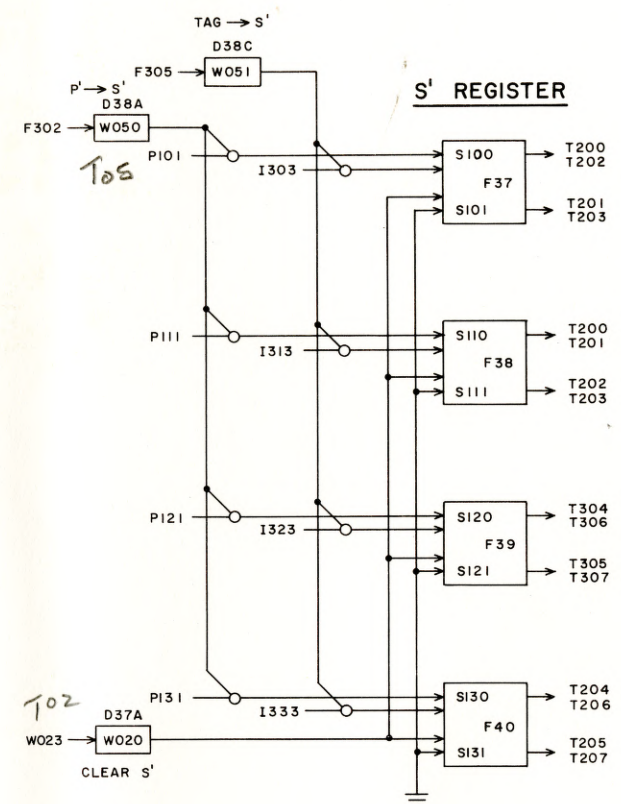 TAG → S'
D38C
F305 → W051
S' REGISTER
P' → S'
D38A
F302 → W050
T05
P101
I303
S100
F37
S101
T200
T202
T201
T203
P111
I313
S110
F38
S111
T200
T201
T202
T203
P121
I323
S120
F39
S121
T304
T306
T305
T307
T02
P131
I333
S130
F40
S131
T204
T206
T205
T207
D37A
W023 → W020
CLEAR S'